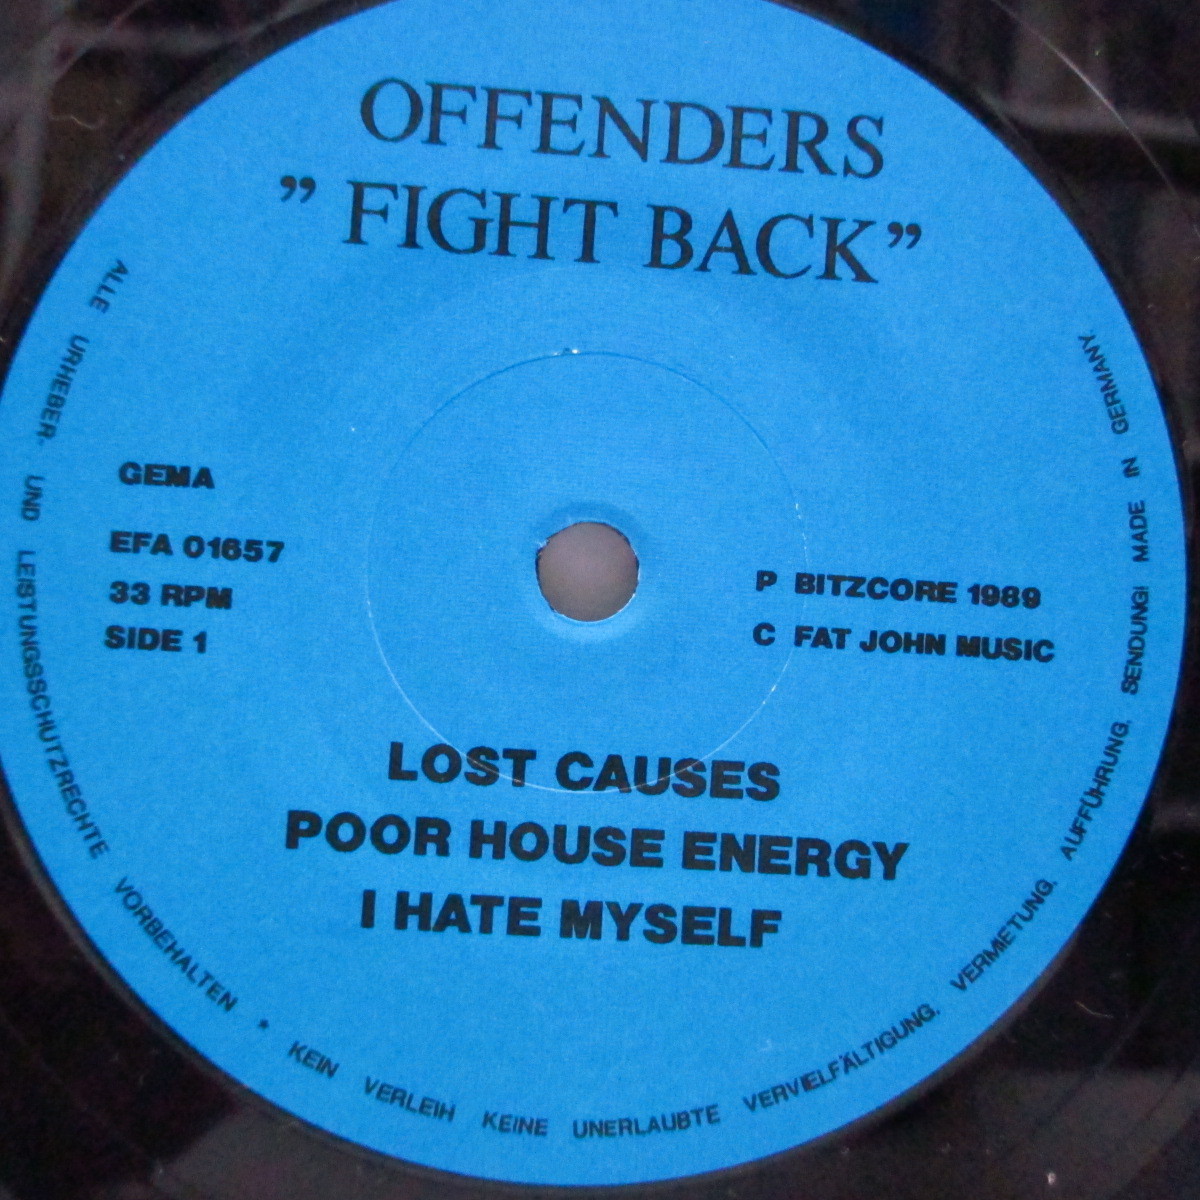 OFFENDERS
” FIGHT BACK”
GEMA
EFA 01657
33 RPM
SIDE 1
P BITZCORE 1989
C FAT JOHN MUSIC
LOST CAUSES
POOR HOUSE ENERGY
I HATE MYSELF
ALLE URHEBER- UND LEISTUNGSSCHUTZRECHTE VORBEHALTEN * KEIN VERLEIH KEINE UNERLAUBTE VERVIELFÄLTIGUNG. VERMIETUNG. AUFFÜHRUNG, SENDUNG! MADE IN GERMANY.